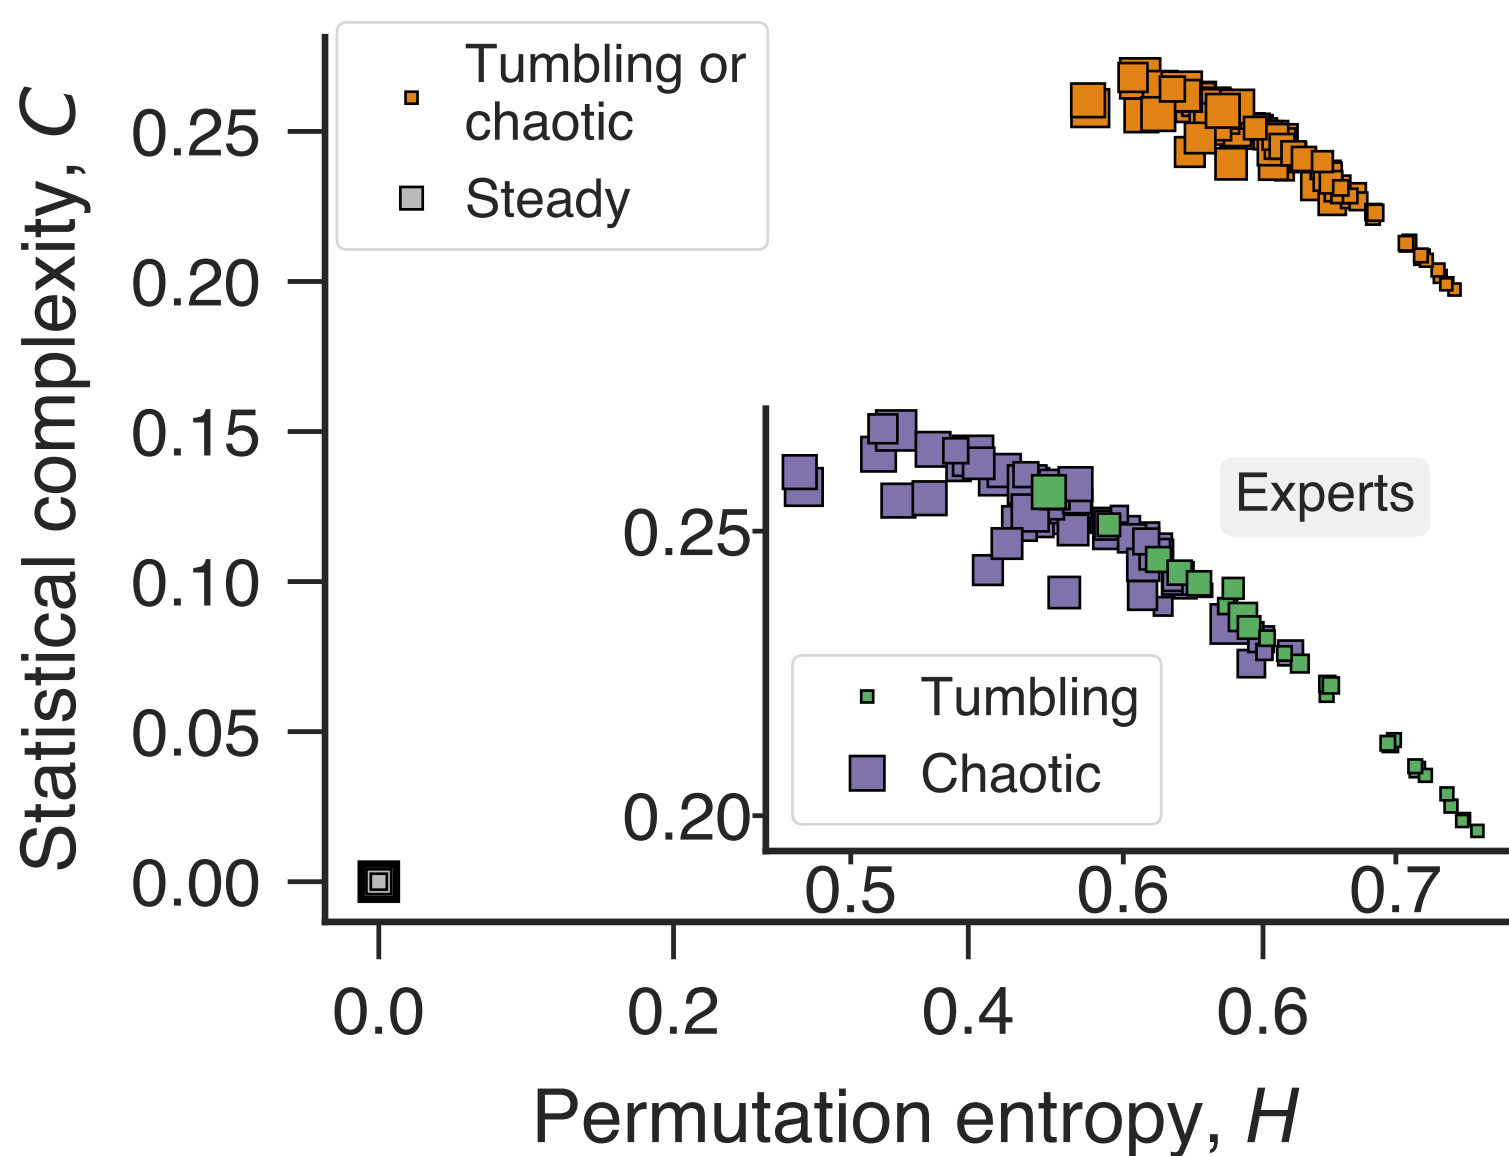 Tumbling or
chaotic
Steady
Statistical complexity, C
0.25
0.20
0.15
0.10
0.05
0.00
Experts
0.25
0.20
Tumbling
Chaotic
0.5 0.6 0.7
0.0 0.2 0.4 0.6
Permutation entropy, H